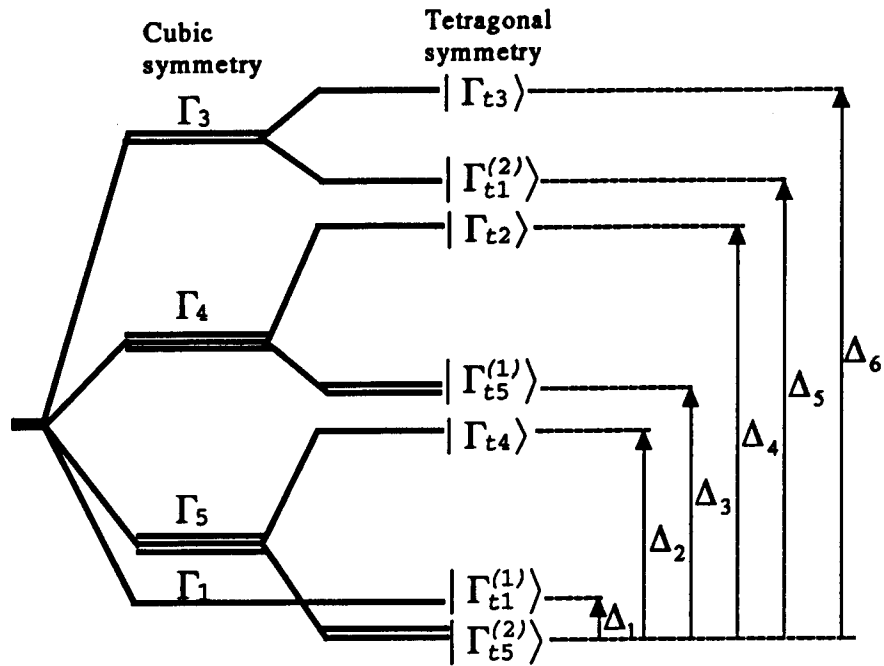 Cubic symmetry
Tetragonal symmetry
Γ₃
|Γₜ₃⟩
|Γₜ₁⁽²⁾⟩
|Γₜ₂⟩
Γ₄
Δ₆
|Γₜ₅⁽¹⁾⟩
Δ₅
|Γₜ₄⟩
Δ₄
Γ₅
Δ₃
Δ₂
Γ₁
|Γₜ₁⁽¹⁾⟩
Δ₁
|Γₜ₅⁽²⁾⟩